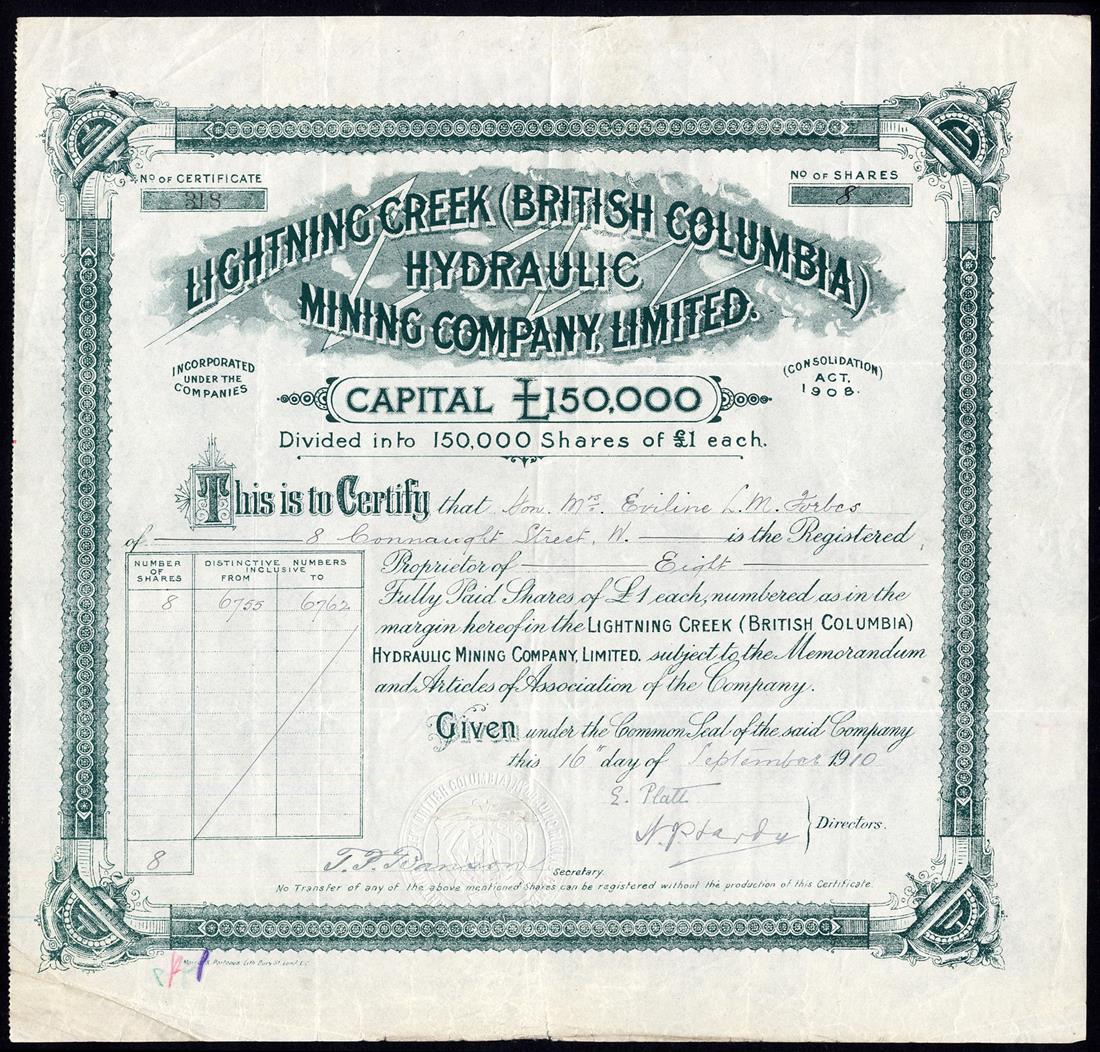 No OF CERTIFICATE
318
No OF SHARES
8
LIGHTNING CREEK (BRITISH COLUMBIA)
HYDRAULIC
MINING COMPANY, LIMITED.
INCORPORATED
UNDER THE
COMPANIES
(CONSOLIDATION)
ACT.
1908.
CAPITAL £150,000
Divided into 150,000 Shares of £1 each.
This is to Certify that Hon. Mrs. Eviline L. M. Forbes
of 8 Connaught Street, W. is the Registered
Proprietor of Eight
Fully Paid Shares of £1 each, numbered as in the
margin hereof in the LIGHTNING CREEK (BRITISH COLUMBIA)
HYDRAULIC MINING COMPANY, LIMITED. subject to the Memorandum
and Articles of Association of the Company.
NUMBER OF SHARES
DISTINCTIVE NUMBERS INCLUSIVE
FROM TO
8 6755 6762
8
Given under the Common Seal of the said Company
this 16" day of September 1910
E. Platt
N. P. Hardy
Directors.
Secretary.
No Transfer of any of the above mentioned Shares can be registered without the production of this Certificate.